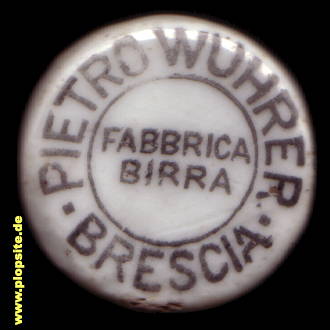 PIETRO WUHRER
FABBRICA
BIRRA
• BRESCIA •
www.plopsite.de